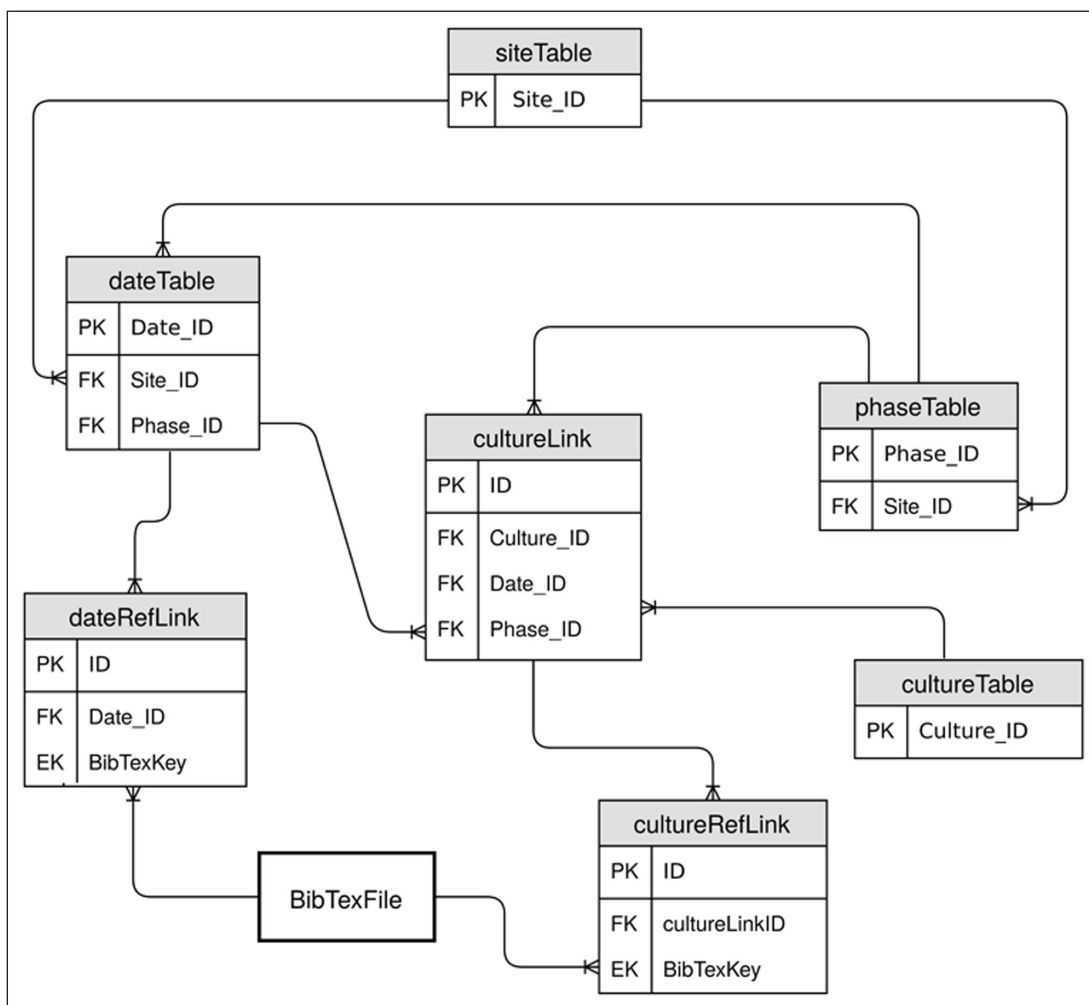 siteTable
PK Site_ID
dateTable
PK Date_ID
FK Site_ID
FK Phase_ID
phaseTable
PK Phase_ID
FK Site_ID
cultureLink
PK ID
FK Culture_ID
FK Date_ID
FK Phase_ID
dateRefLink
PK ID
FK Date_ID
EK BibTexKey
cultureTable
PK Culture_ID
cultureRefLink
PK ID
FK cultureLinkID
EK BibTexKey
BibTexFile